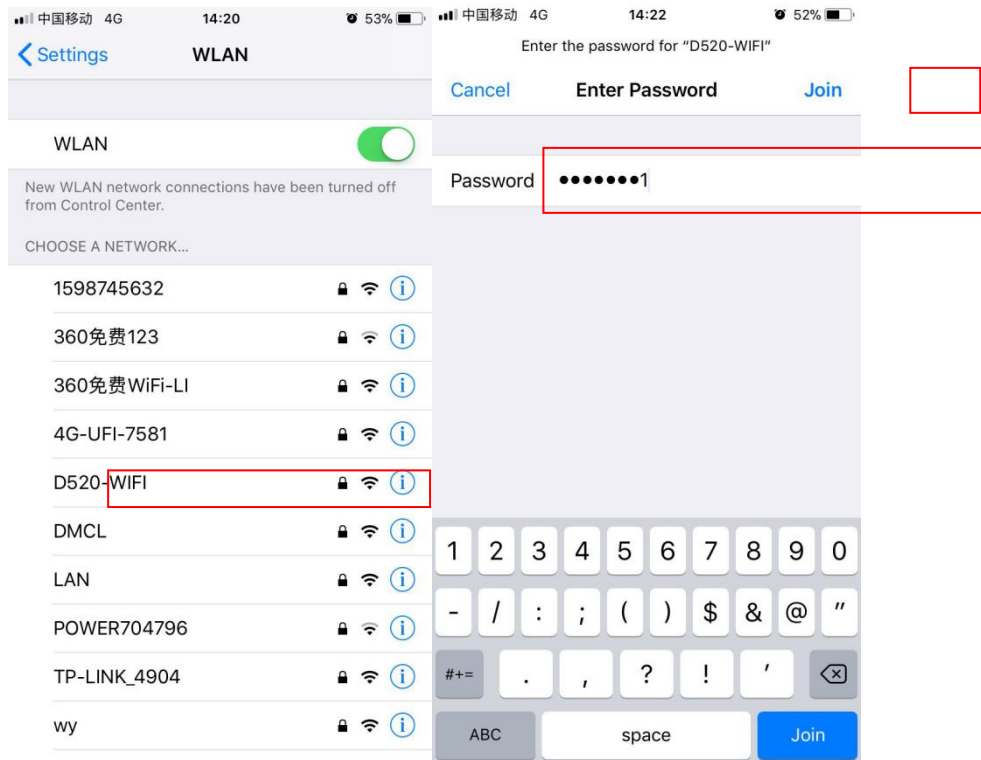 中国移动 4G 14:20 53%
Settings WLAN
WLAN
New WLAN network connections have been turned off
from Control Center.
CHOOSE A NETWORK...
1598745632
360免费123
360免费WiFi-LI
4G-UFI-7581
D520-WIFI
DMCL
LAN
POWER704796
TP-LINK_4904
wy
中国移动 4G 14:22 52%
Enter the password for “D520-WIFI”
Cancel Enter Password Join
Password •••••••1
1 2 3 4 5 6 7 8 9 0
- / : ; ( ) $ & @ "
#+= . , ? ! '
ABC space Join